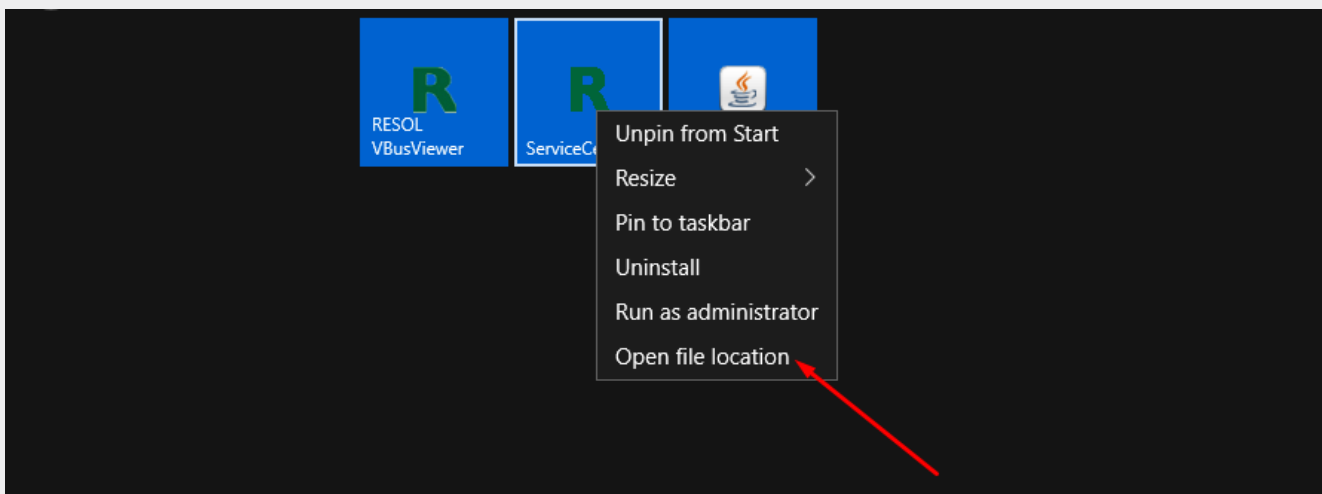 R
R
RESOL
VBusViewer
ServiceCe
Unpin from Start
Resize
Pin to taskbar
Uninstall
Run as administrator
Open file location